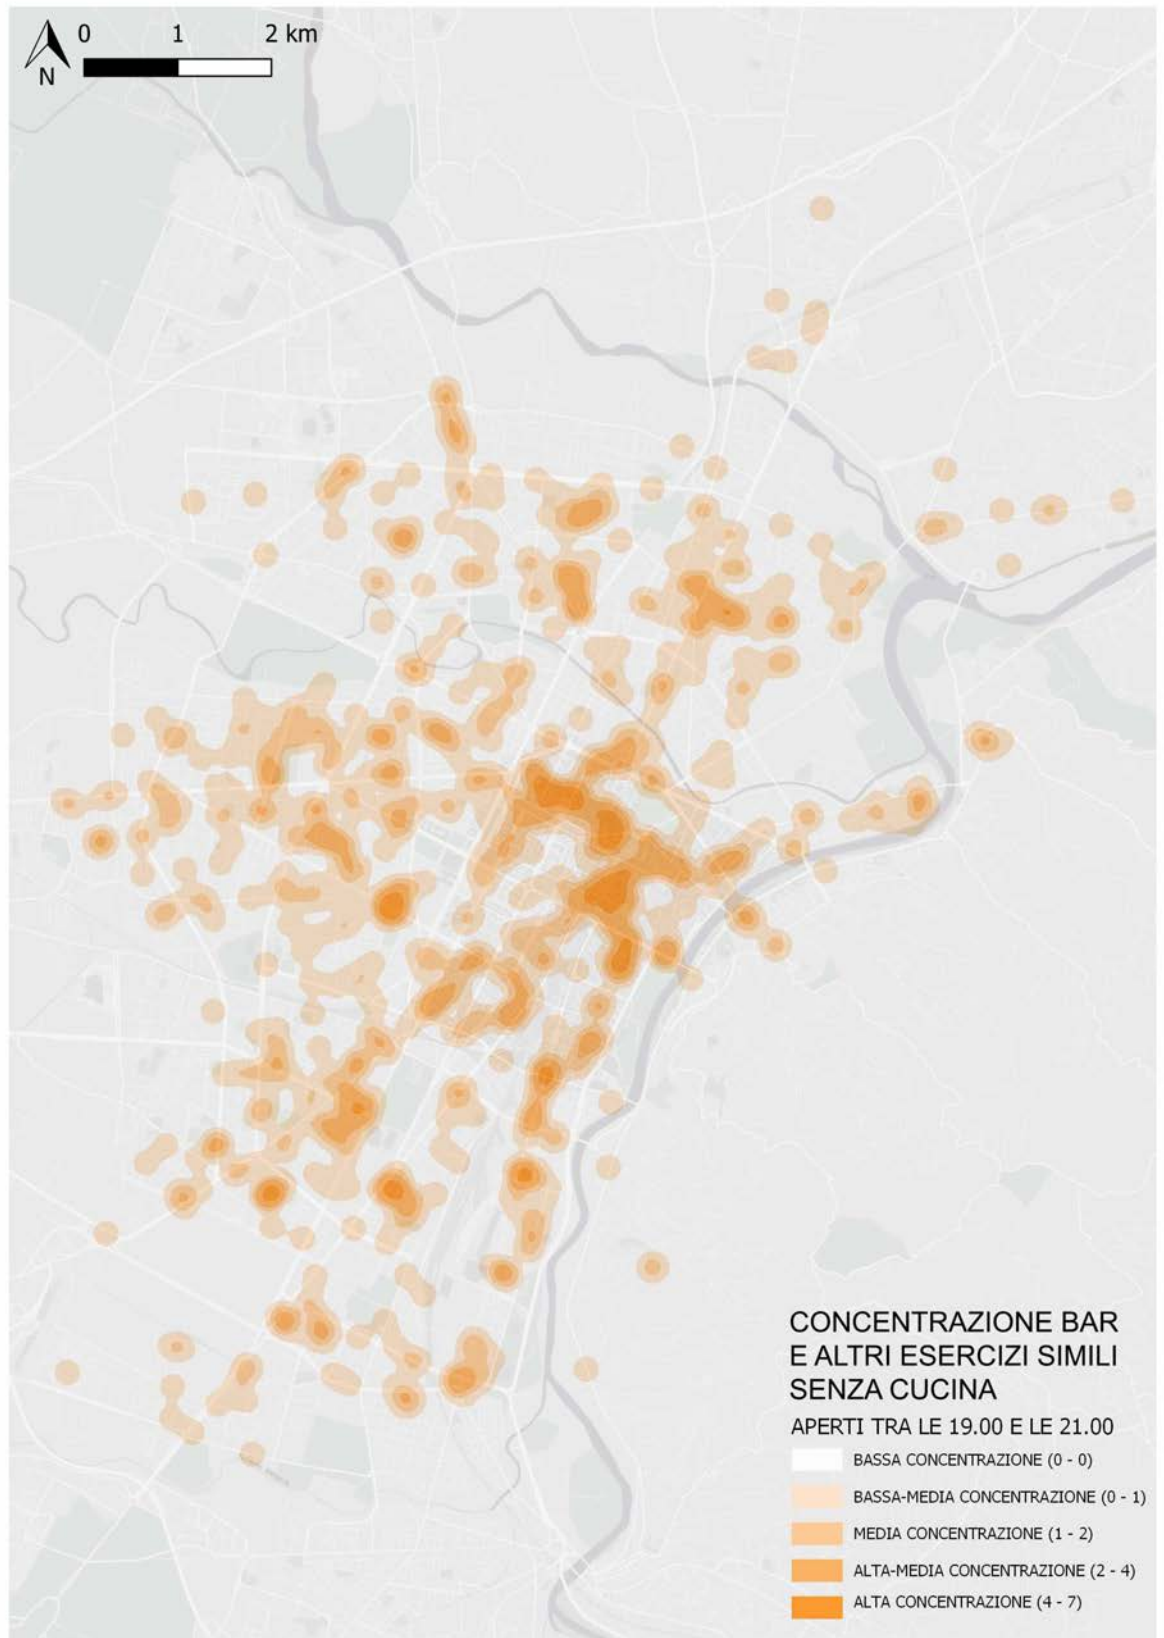 0 1 2 km
N
CONCENTRAZIONE BAR
E ALTRI ESERCIZI SIMILI
SENZA CUCINA
APERTI TRA LE 19.00 E LE 21.00
BASSA CONCENTRAZIONE (0 - 0)
BASSA-MEDIA CONCENTRAZIONE (0 - 1)
MEDIA CONCENTRAZIONE (1 - 2)
ALTA-MEDIA CONCENTRAZIONE (2 - 4)
ALTA CONCENTRAZIONE (4 - 7)